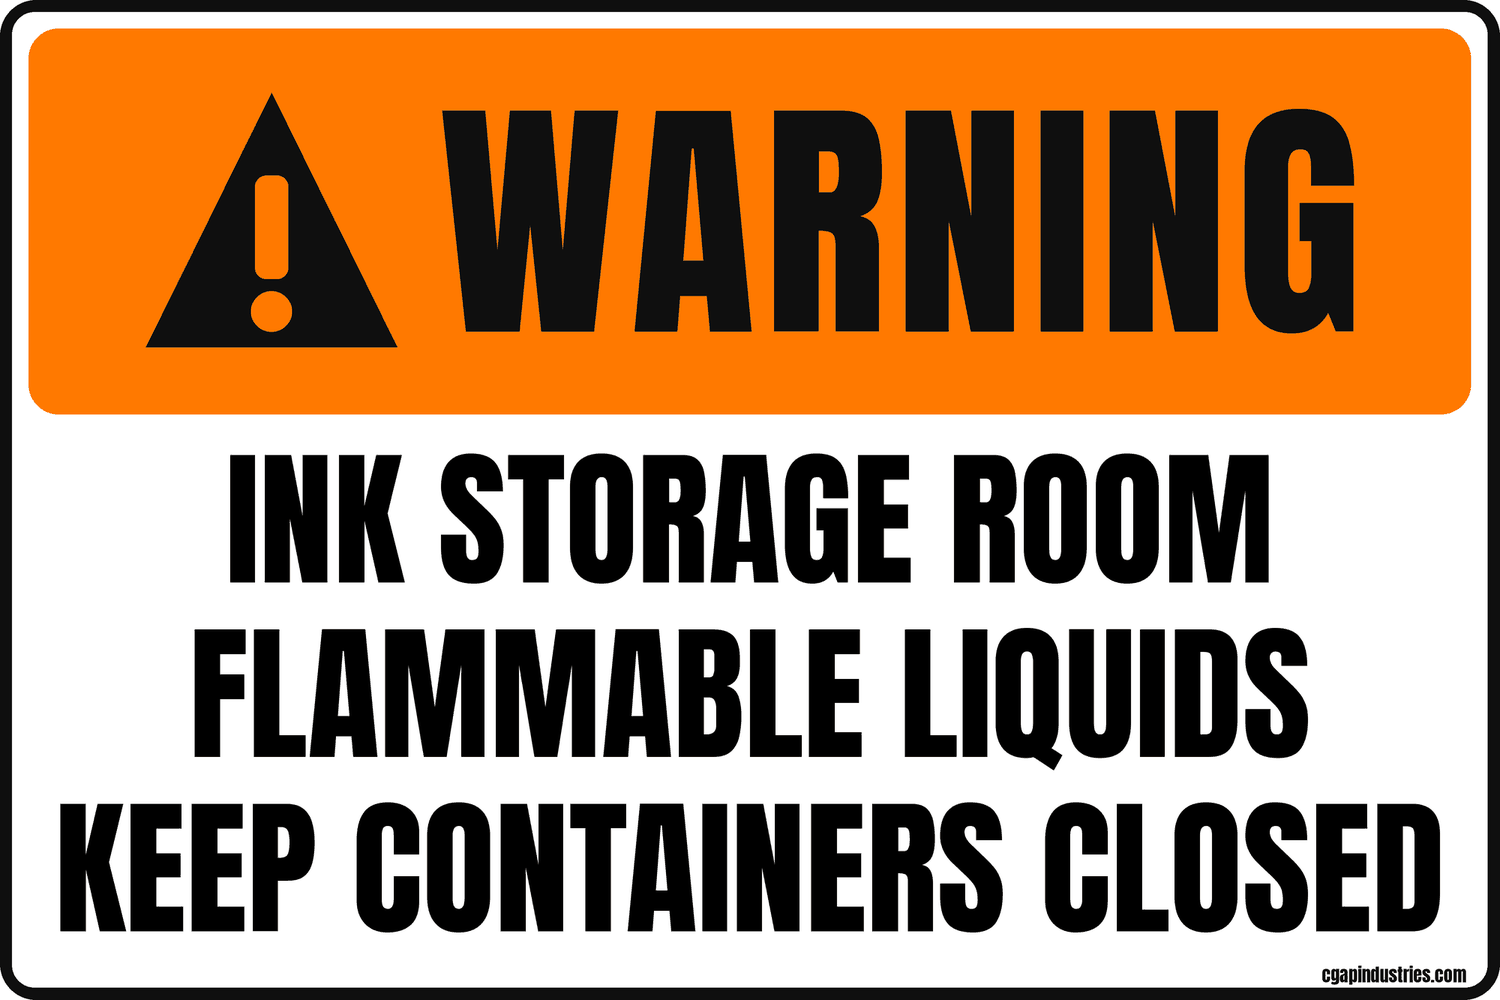 WARNING
INK STORAGE ROOM
FLAMMABLE LIQUIDS
KEEP CONTAINERS CLOSED
cgapindustries.com